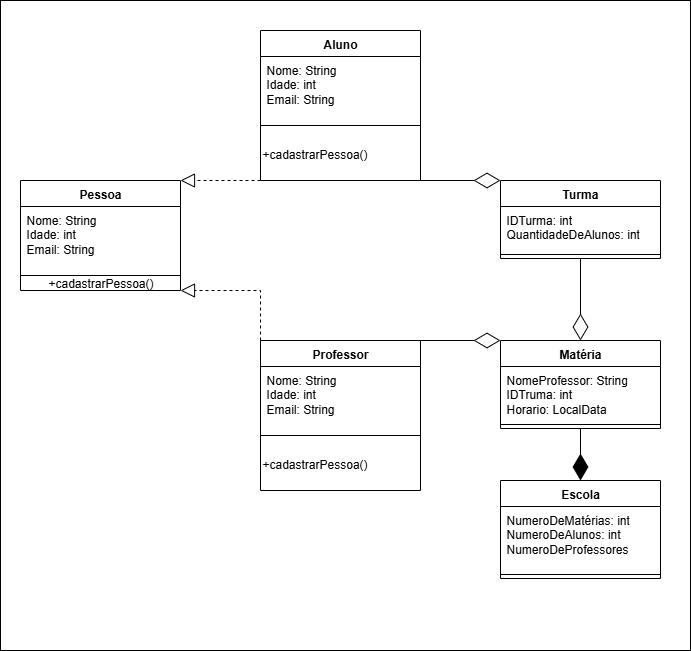 Aluno
Nome: String
Idade: int
Email: String
+cadastrarPessoa()
Pessoa
Nome: String
Idade: int
Email: String
+cadastrarPessoa()
Turma
IDTurma: int
QuantidadeDeAlunos: int
Professor
Nome: String
Idade: int
Email: String
+cadastrarPessoa()
Matéria
NomeProfessor: String
IDTruma: int
Horario: LocalData
Escola
NumeroDeMatérias: int
NumeroDeAlunos: int
NumeroDeProfessores